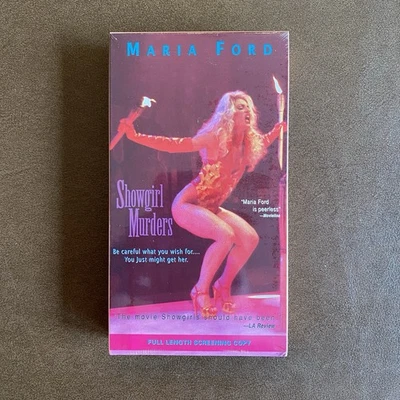 MARIA FORD
Showgirl
Murders
"Maria Ford
is peerless"
Be careful what you wish for....
You just might get her.
"The movie Showgirls should have been"
—LA Review
FULL LENGTH SCREENING COPY